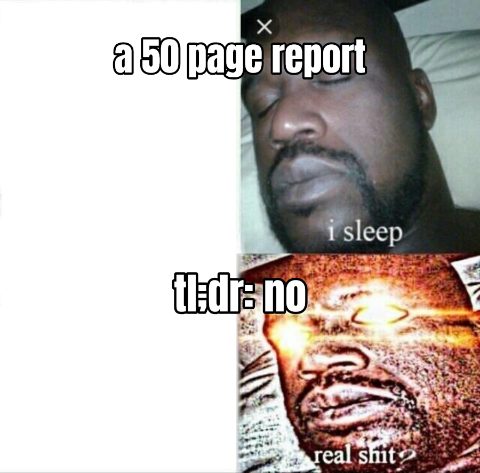 a 50 page report
i sleep
tl;dr: no
real shit?